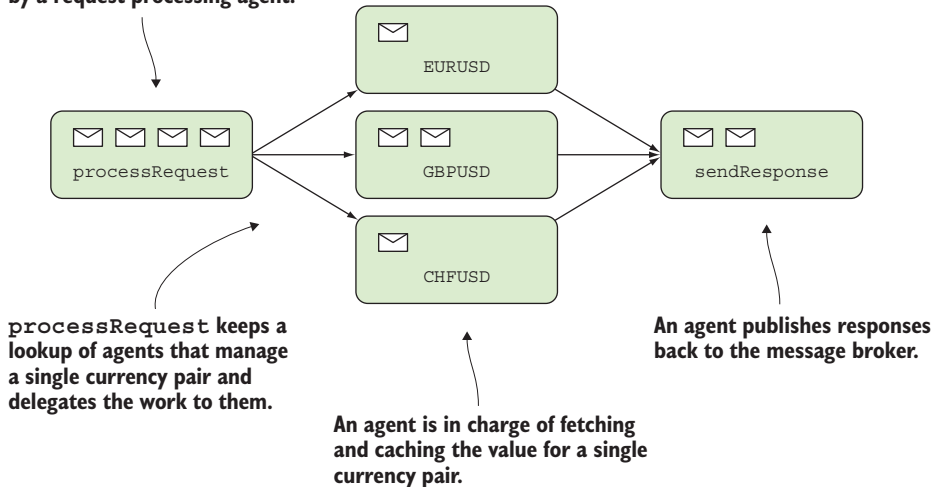 by a request processing agent.
EURUSD
processRequest
GBPUSD
sendResponse
CHFUSD
processRequest keeps a
lookup of agents that manage
a single currency pair and
delegates the work to them.
An agent publishes responses
back to the message broker.
An agent is in charge of fetching
and caching the value for a single
currency pair.